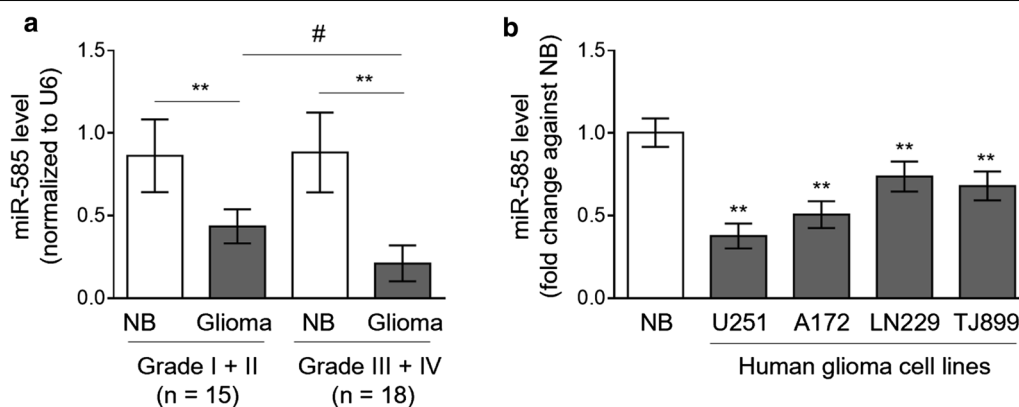 a
#
**
**
miR-585 level
(normalized to U6)
1.5
1.0
0.5
0.0
NB Glioma NB Glioma
Grade I + II Grade III + IV
(n = 15) (n = 18)
b
miR-585 level
(fold change against NB)
1.5
1.0
0.5
0.0
**
**
**
**
NB U251 A172 LN229 TJ899
Human glioma cell lines